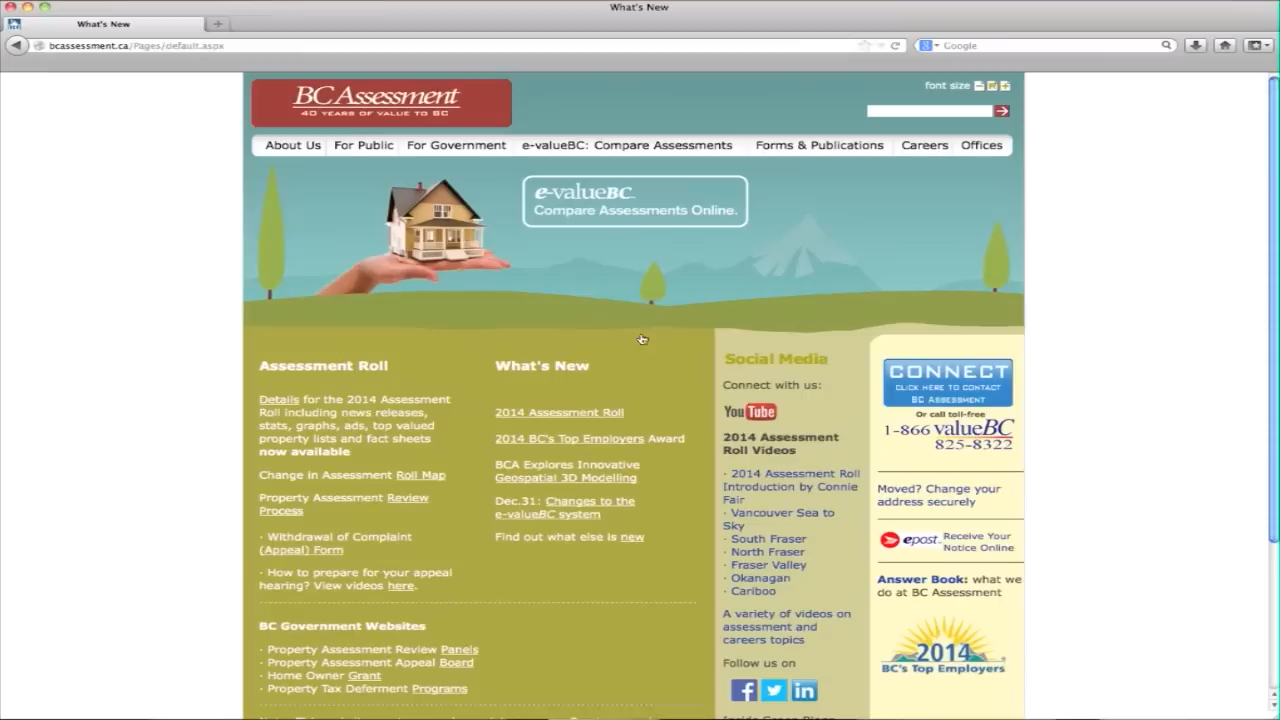 What's New
What's New
bcassessment.ca/Pages/default.aspx
Google
BC Assessment
40 YEARS OF VALUE TO BC
font size
About Us
For Public
For Government
e-valueBC: Compare Assessments
Forms & Publications
Careers
Offices
e-valueBC
Compare Assessments Online.
Assessment Roll
Details for the 2014 Assessment
Roll including news releases,
stats, graphs, ads, top valued
property lists and fact sheets
now available
Change in Assessment Roll Map
Property Assessment Review
Process
· Withdrawal of Complaint
(Appeal) Form
· How to prepare for your appeal
hearing? View videos here.
BC Government Websites
· Property Assessment Review Panels
· Property Assessment Appeal Board
· Home Owner Grant
· Property Tax Deferment Programs
What's New
2014 Assessment Roll
2014 BC's Top Employers Award
BCA Explores Innovative
Geospatial 3D Modelling
Dec.31: Changes to the
e-valueBC system
Find out what else is new
Social Media
Connect with us:
YouTube
2014 Assessment
Roll Videos
· 2014 Assessment Roll
Introduction by Connie
Fair
· Vancouver Sea to
Sky
· South Fraser
· North Fraser
· Fraser Valley
· Okanagan
· Cariboo
A variety of videos on
assessment and
careers topics
Follow us on
CONNECT
CLICK HERE TO CONTACT
BC ASSESSMENT
Or call toll-free
1-866 valueBC
825-8322
Moved? Change your
address securely
epost
Receive Your
Notice Online
Answer Book: what we
do at BC Assessment
2014
BC's Top Employers